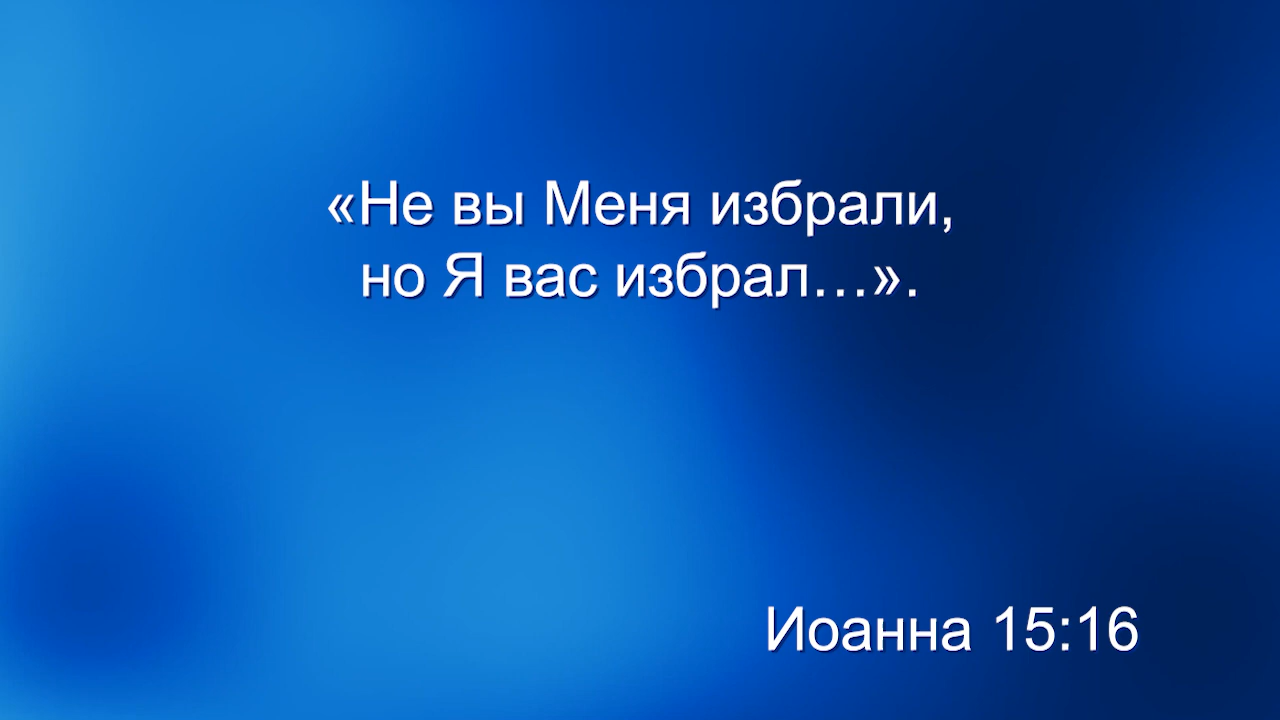 «Не вы Меня избрали,
но Я вас избрал…».
Иоанна 15:16